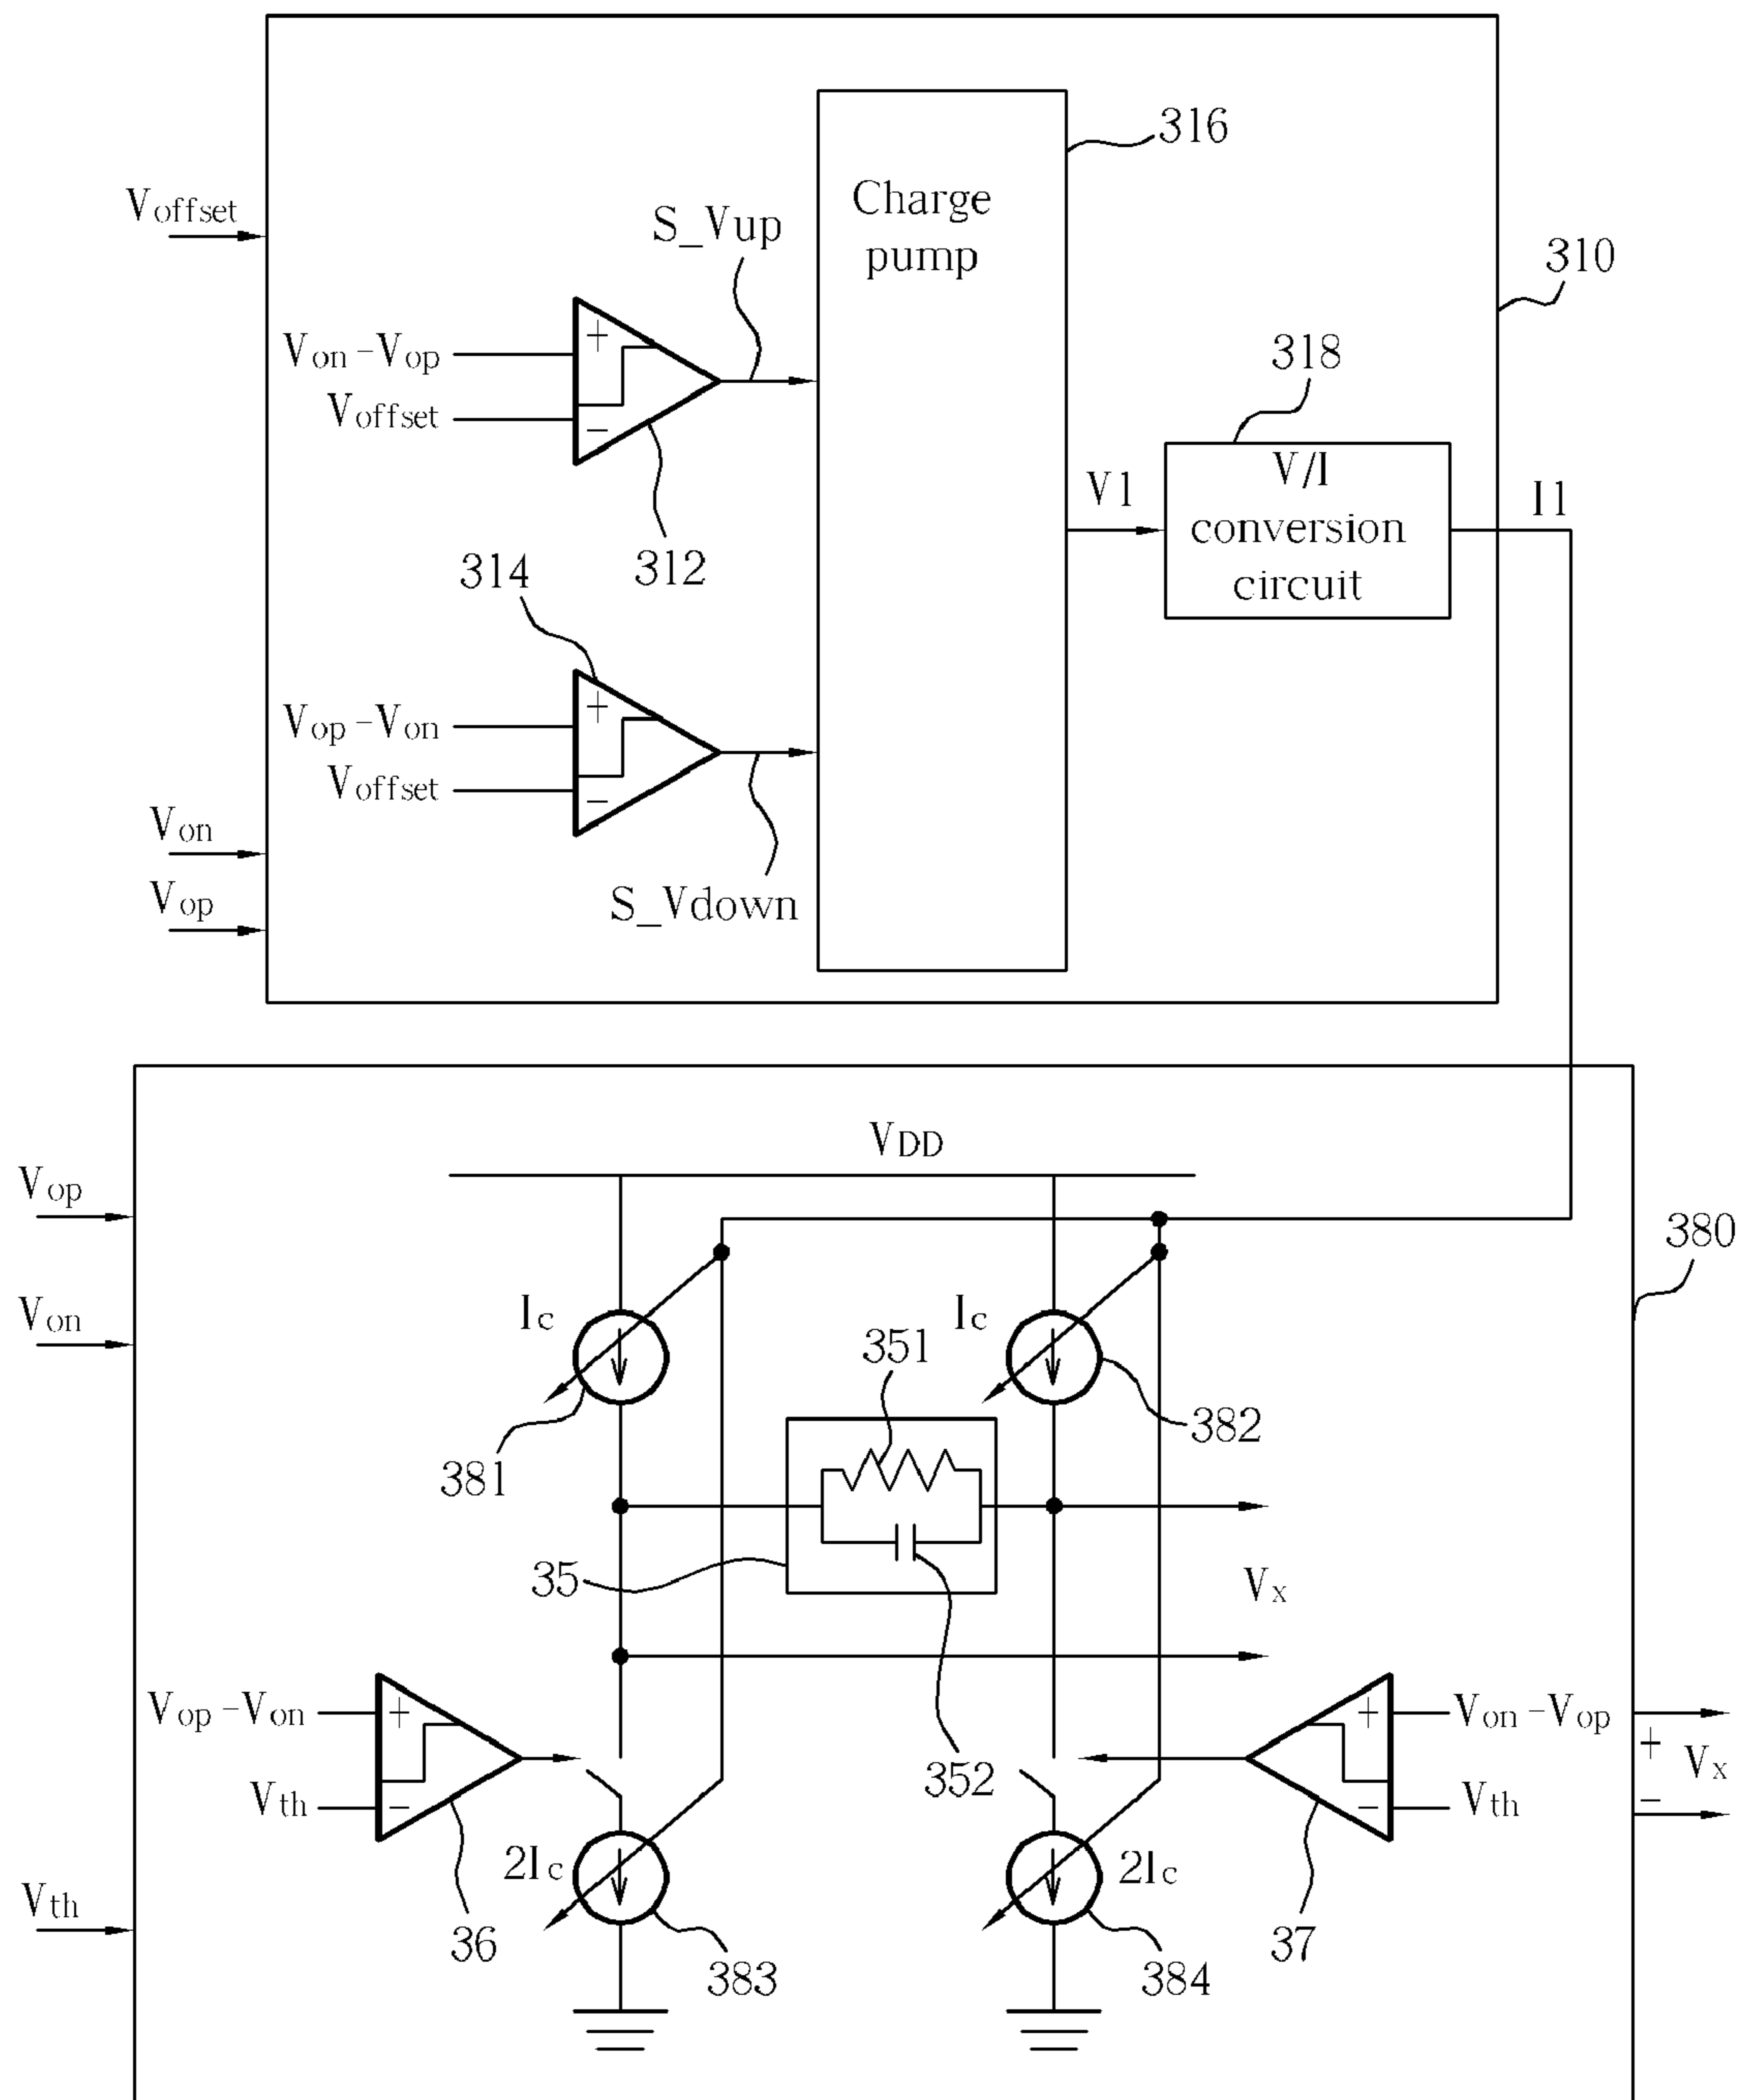 316
Charge
pump
Voffset
S_Vup
310
Von-Vop
Voffset
318
V/I
conversion
circuit
V1
I1
312
314
Vop-Von
Voffset
Von
Vop
S_Vdown
VDD
Vop
380
Von
Ic
Ic
351
382
381
35
Vx
Vop-Von
Von-Vop
+
Vx
-
352
Vth
Vth
2Ic
2Ic
Vth
36
383
384
37